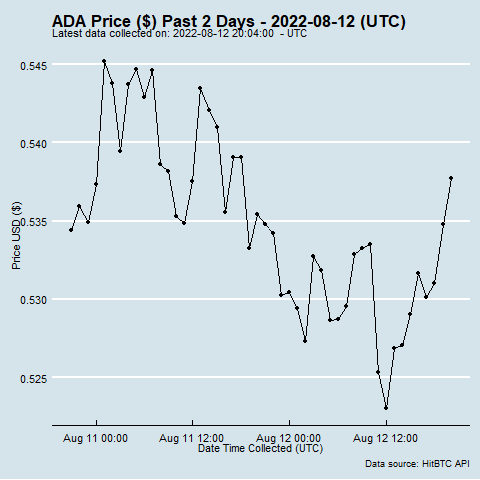 ADA Price ($) Past 2 Days - 2022-08-12 (UTC)
Latest data collected on: 2022-08-12 20:04:00  - UTC
0.545
0.540
0.535
0.530
0.525
Price USD ($)
Aug 11 00:00 Aug 11 12:00 Aug 12 00:00 Aug 12 12:00
Date Time Collected (UTC)
Data source: HitBTC API